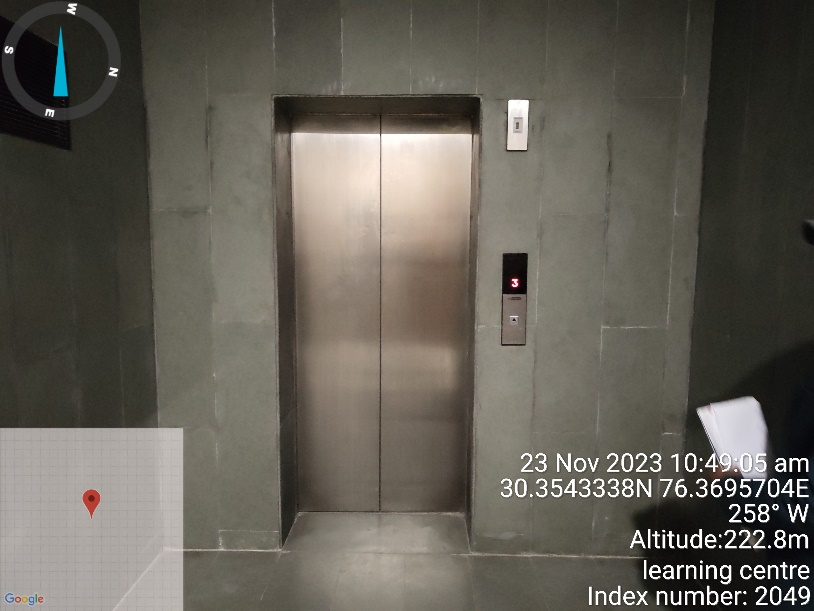 W
S
N
E
3
23 Nov 2023 10:49:05 am
30.3543338N 76.3695704E
258° W
Altitude:222.8m
learning centre
Index number: 2049
Google